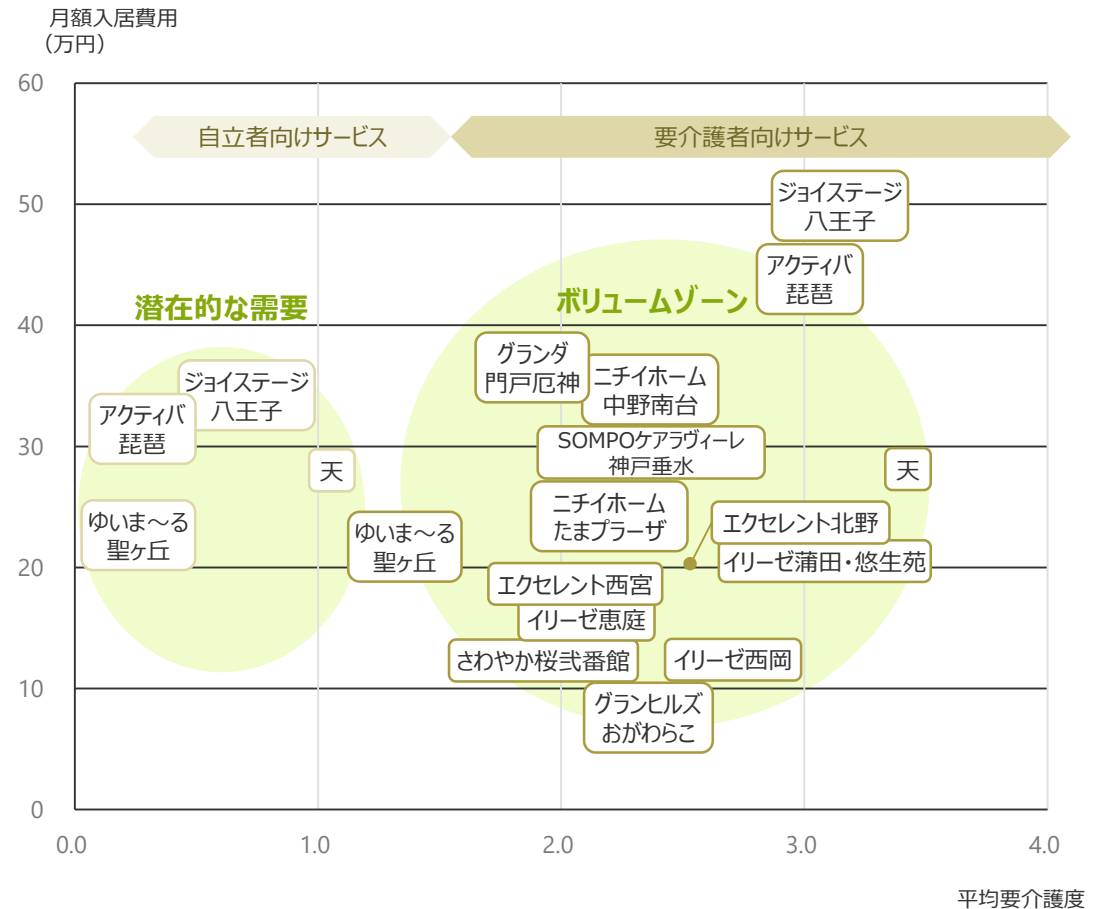 月額入居費用
(万円)
60
自立者向けサービス
要介護者向けサービス
50
ジョイステージ
八王子
アクティバ
琵琶
潜在的な需要
ボリュームゾーン
40
グランダ
門戸厄神
ニチイホーム
中野南台
ジョイステージ
八王子
アクティバ
琵琶
30
SOMPOケアラヴィーレ
神戸垂水
天
天
ニチイホーム
たまプラーザ
ゆいま～る
聖ヶ丘
ゆいま～る
聖ヶ丘
エクセレント北野
イリーゼ蒲田・悠生苑
20
エクセレント西宮
イリーゼ恵庭
さわやか桜弐番館
イリーゼ西岡
10
グランヒルズ
おがわらこ
0
0.0
1.0
2.0
3.0
4.0
平均要介護度